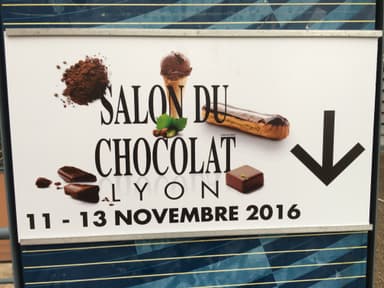 SALON DU
CHOCOLAT
LYON
11 - 13 NOVEMBRE 2016